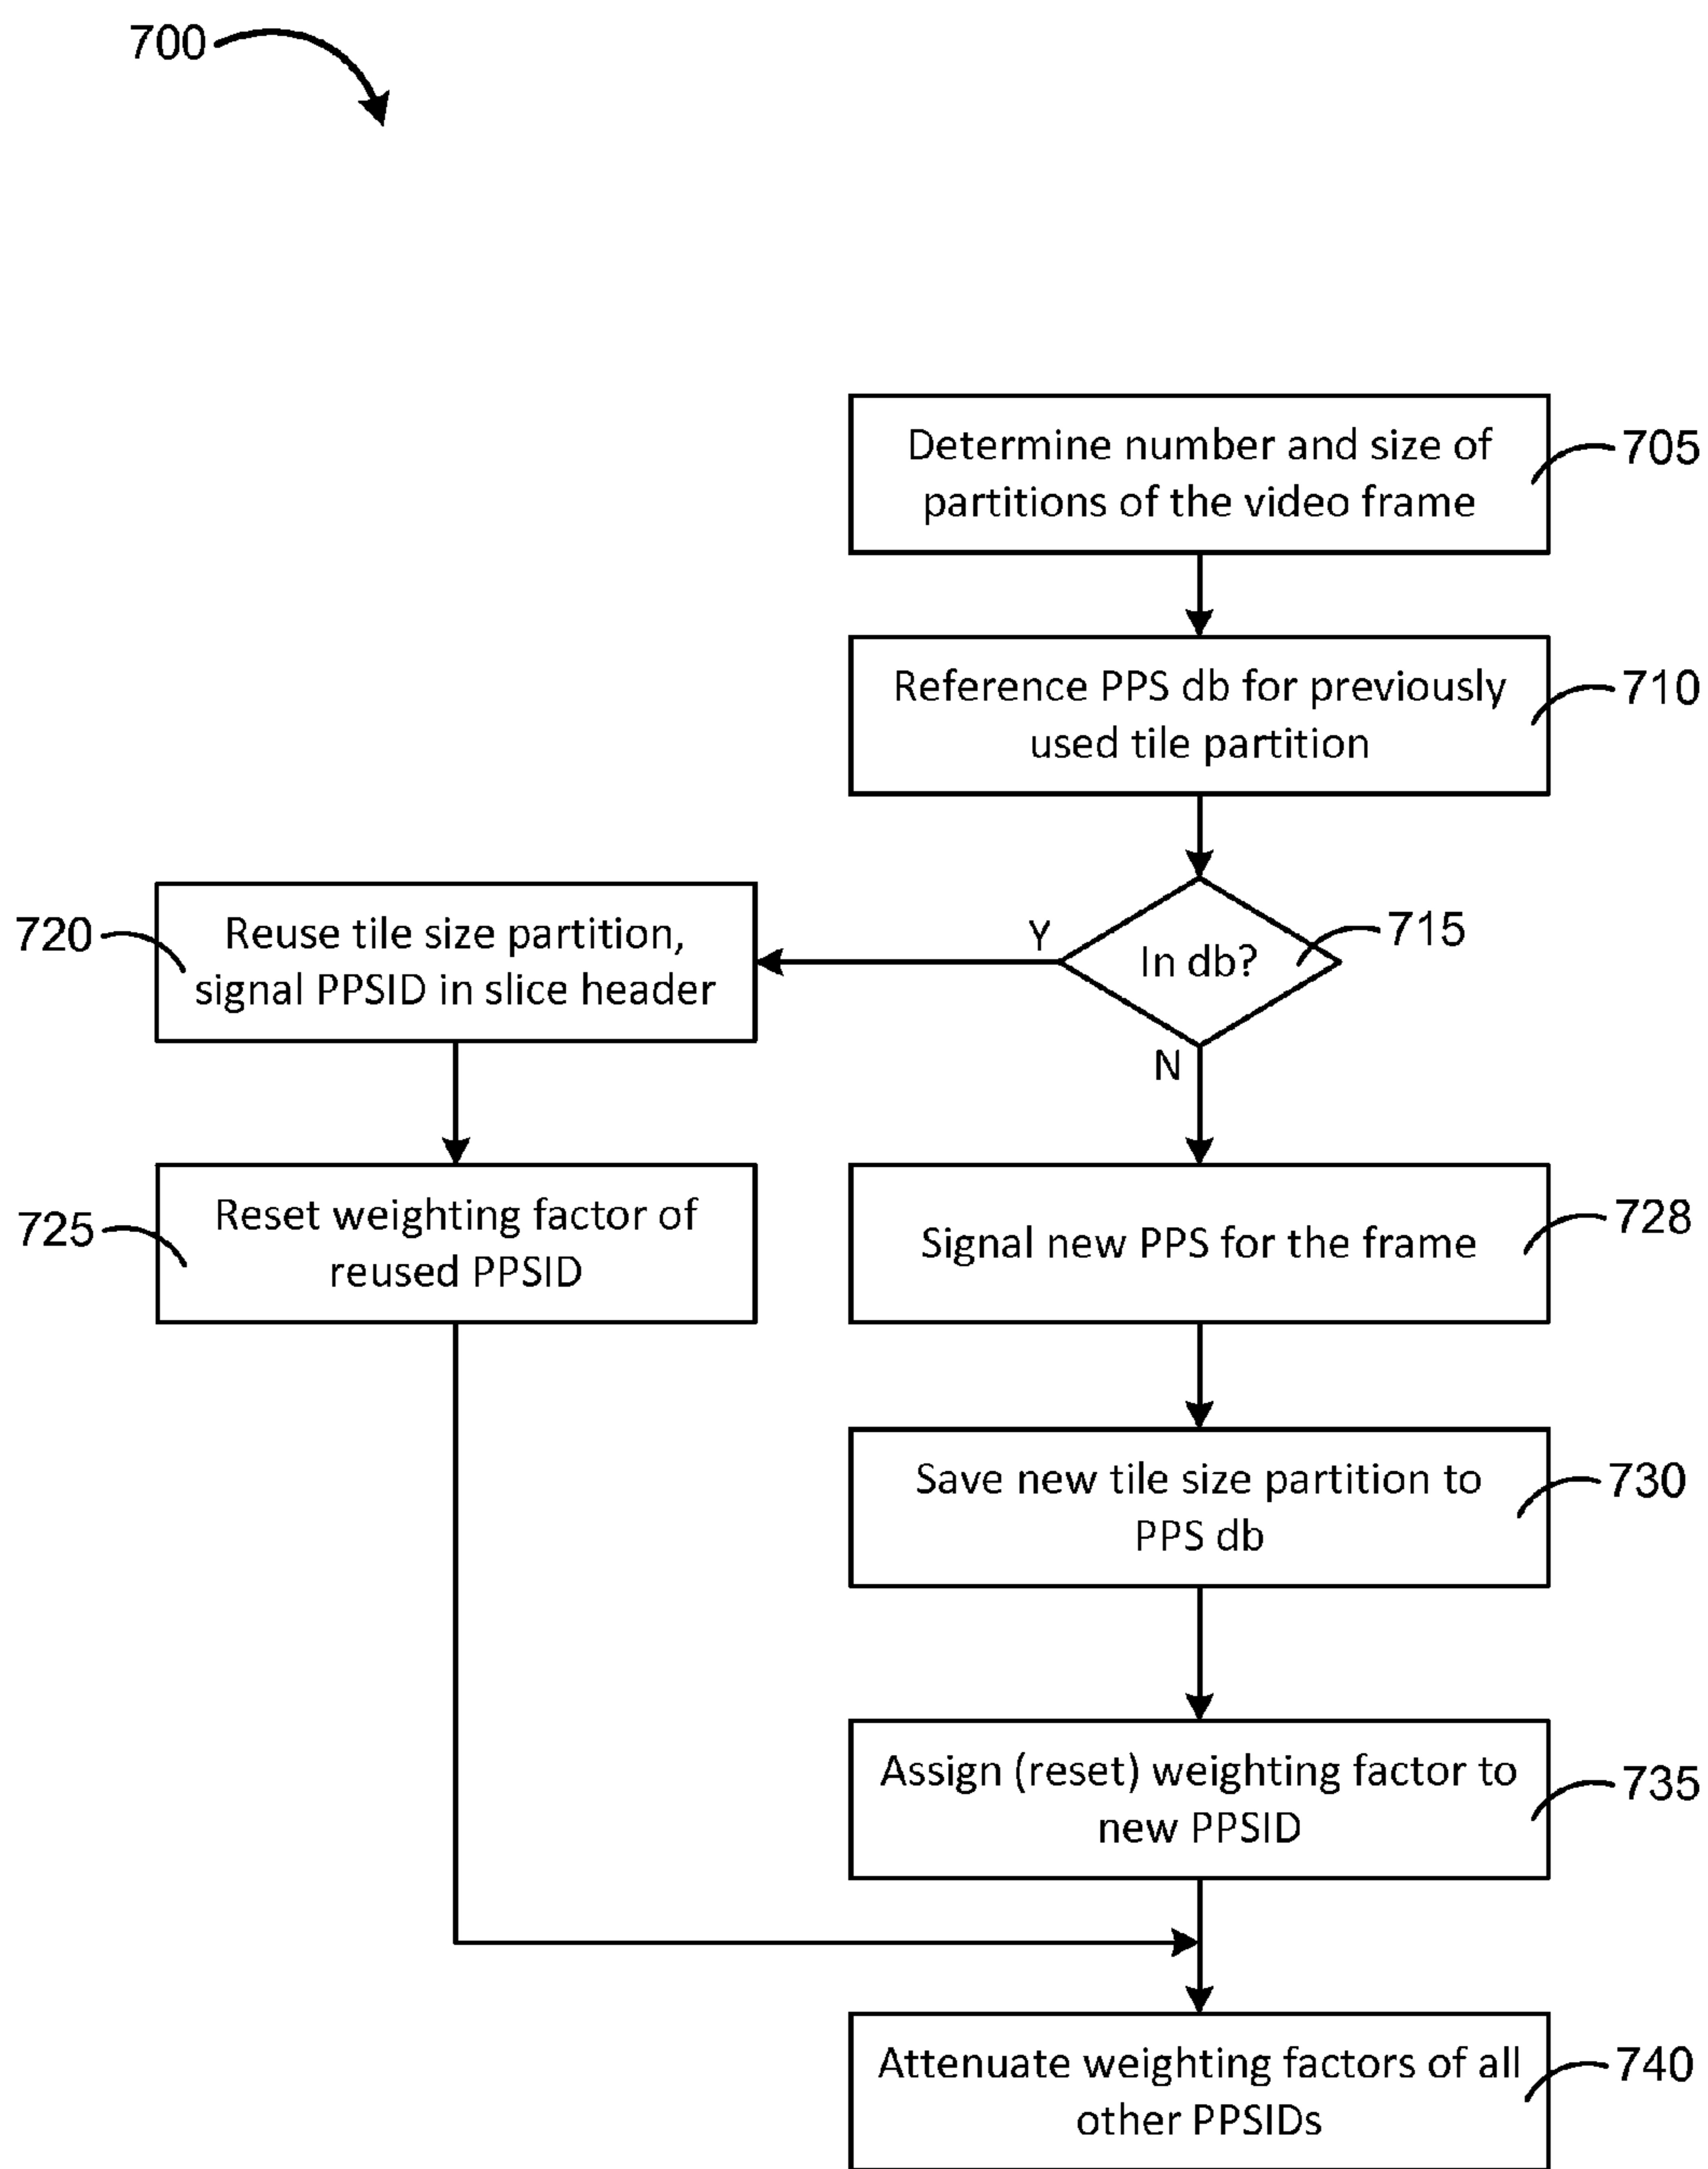 700
Determine number and size of
partitions of the video frame
705
Reference PPS db for previously
used tile partition
710
In db?
715
Y
N
720
Reuse tile size partition,
signal PPSID in slice header
725
Reset weighting factor of
reused PPSID
Signal new PPS for the frame
728
Save new tile size partition to
PPS db
730
Assign (reset) weighting factor to
new PPSID
735
Attenuate weighting factors of all
other PPSIDs
740